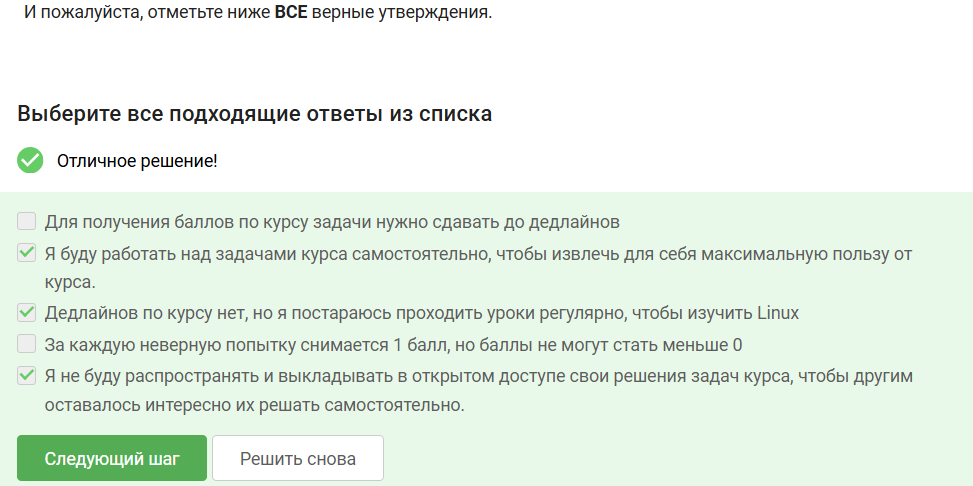 И пожалуйста, отметьте ниже ВСЕ верные утверждения.
Выберите все подходящие ответы из списка
Отличное решение!
Для получения баллов по курсу задачи нужно сдавать до дедлайнов
Я буду работать над задачами курса самостоятельно, чтобы извлечь для себя максимальную пользу от
курса.
Дедлайнов по курсу нет, но я постараюсь проходить уроки регулярно, чтобы изучить Linux
За каждую неверную попытку снимается 1 балл, но баллы не могут стать меньше 0
Я не буду распространять и выкладывать в открытом доступе свои решения задач курса, чтобы другим
оставалось интересно их решать самостоятельно.
Следующий шаг
Решить снова